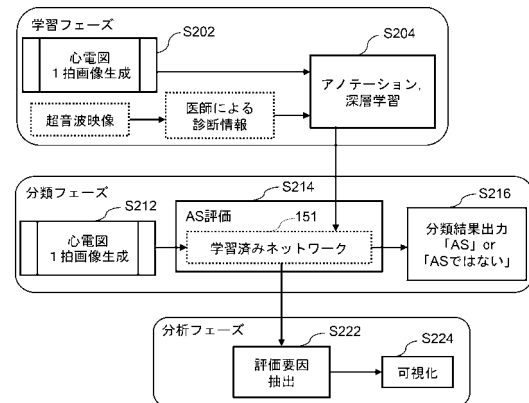 学習フェーズ
S202
S204
心電図
1拍画像生成
アノテーション,
深層学習
超音波映像
医師による
診断情報
分類フェーズ
S212
S214
S216
AS評価
151
心電図
1拍画像生成
学習済みネットワーク
分類結果出力
「AS」or
「ASではない」
分析フェーズ
S222
S224
評価要因
抽出
可視化